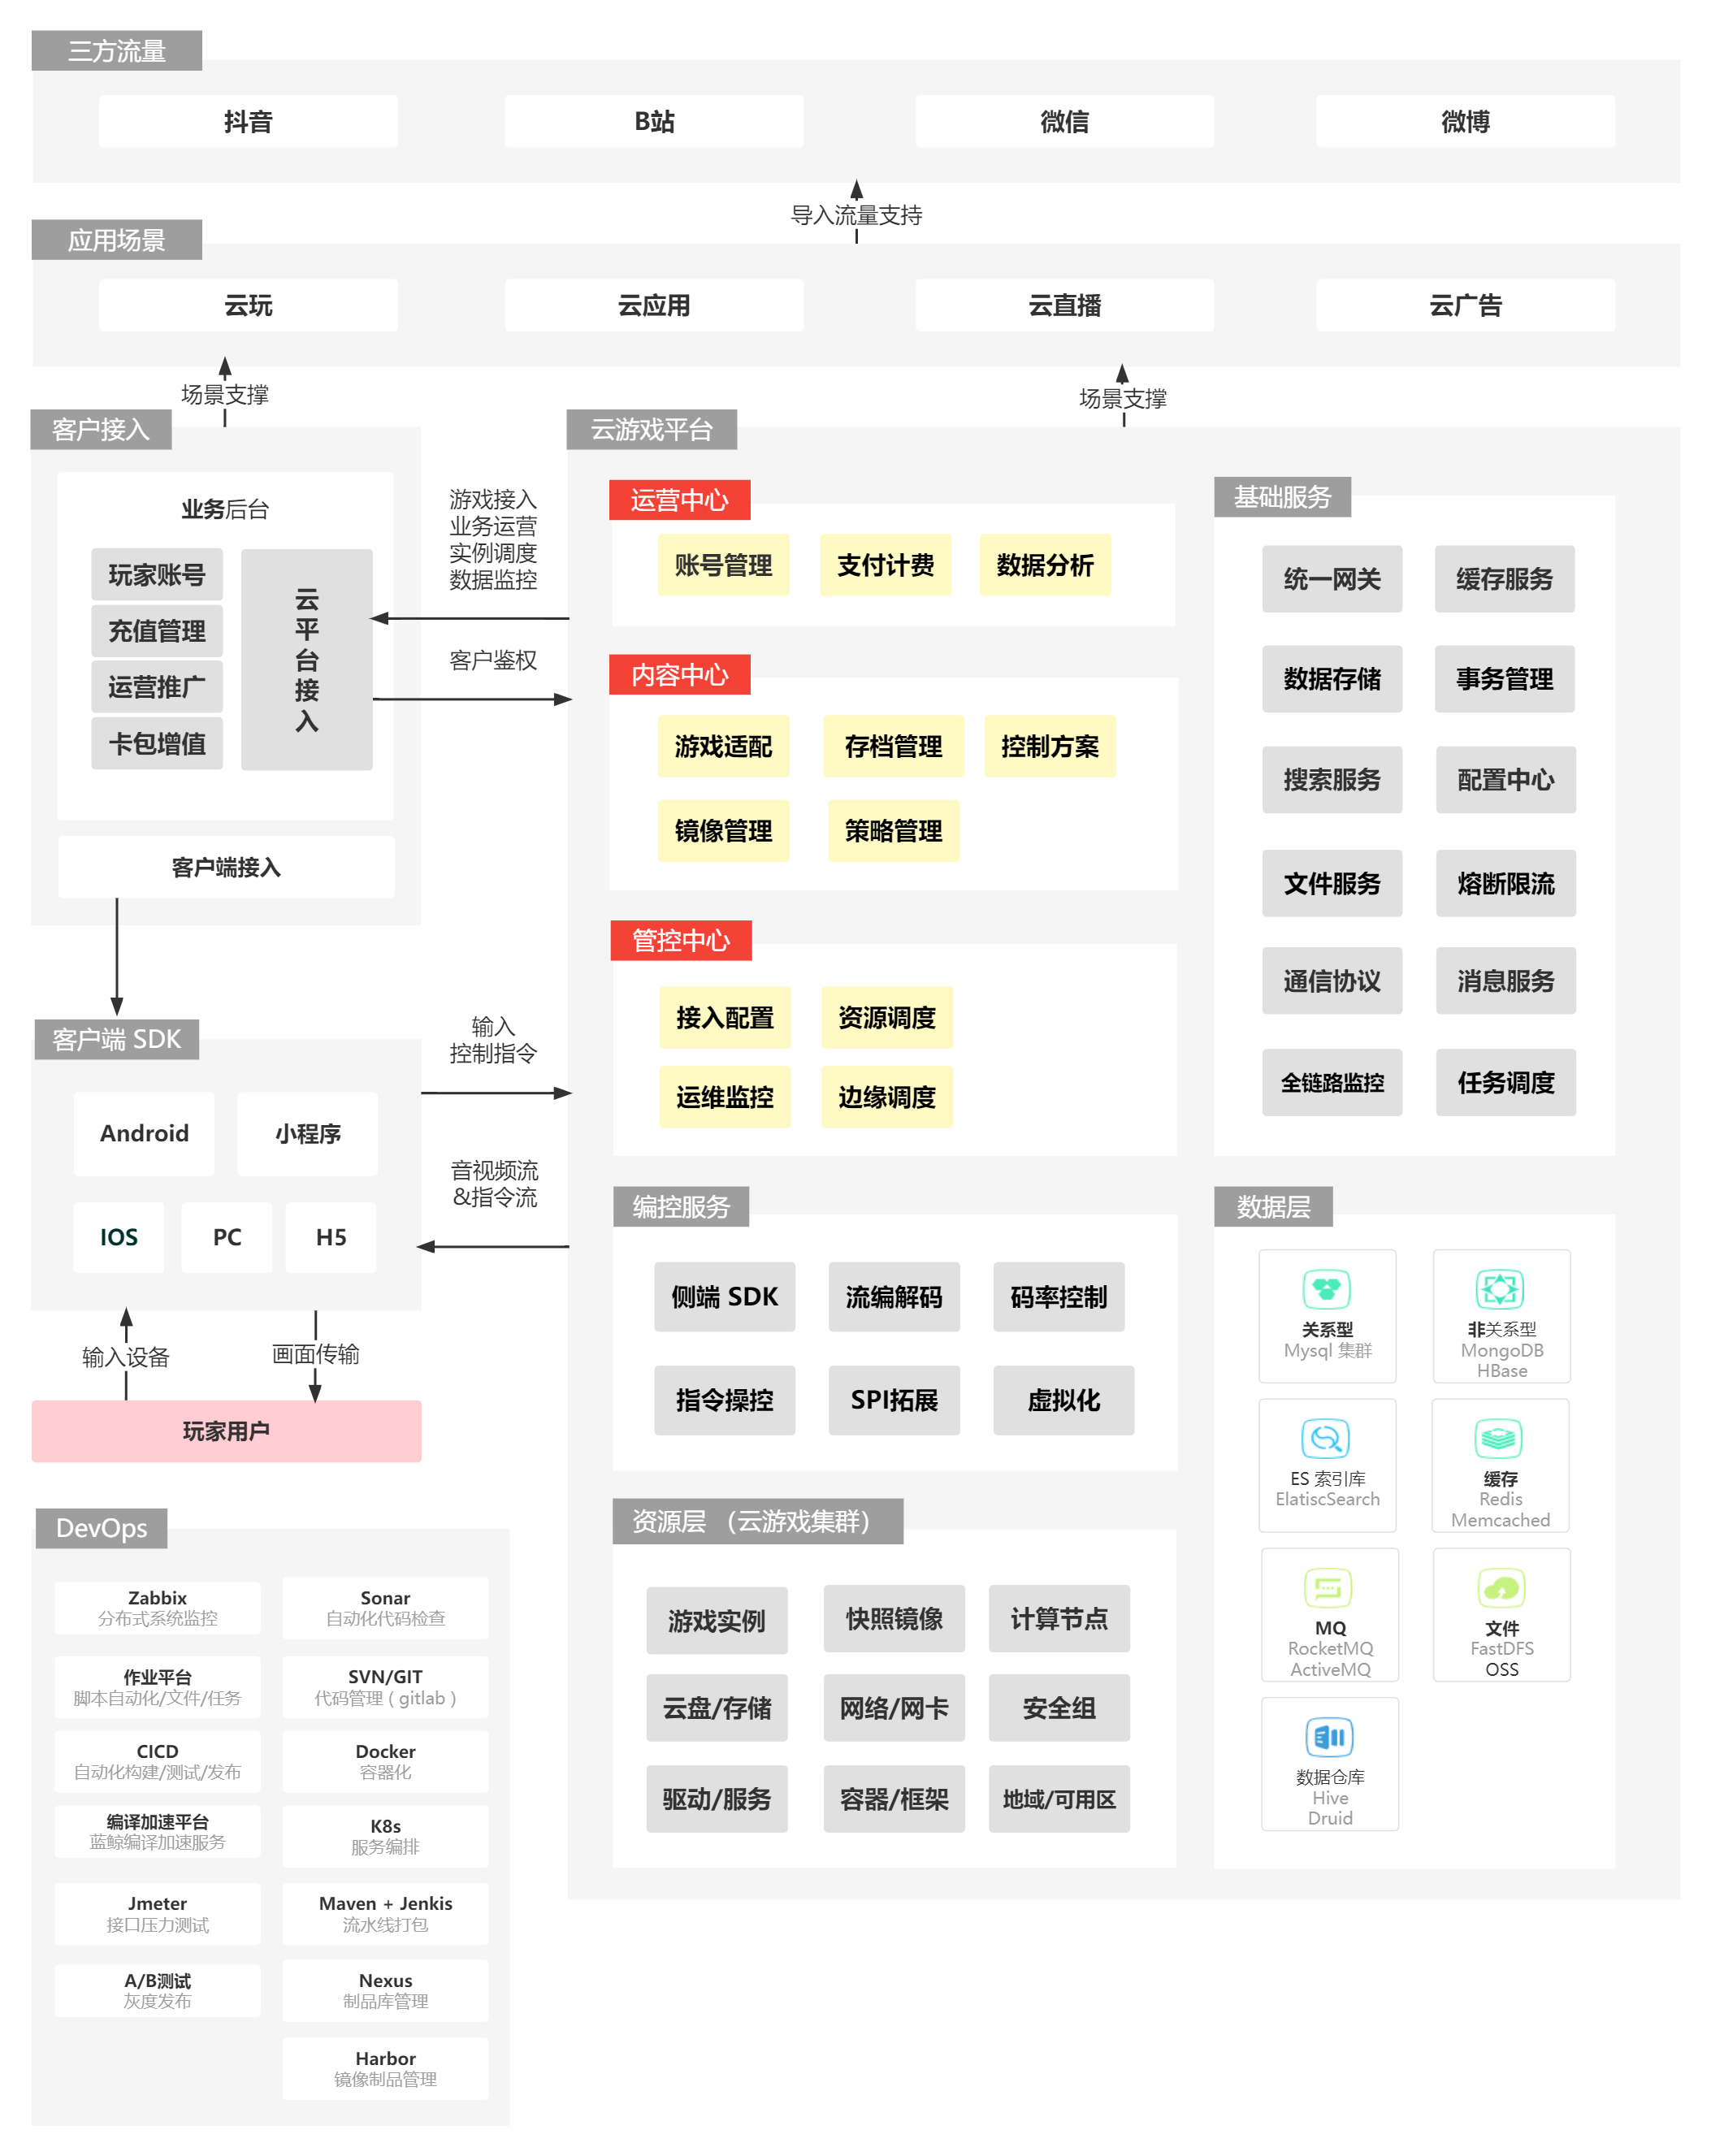 三方流量
抖音
B站
微信
微博
导入流量支持
应用场景
云玩
云应用
云直播
云广告
场景支撑
场景支撑
客户接入
业务后台
玩家账号
充值管理
运营推广
卡包增值
云
平
台
接
入
客户端接入
游戏接入
业务运营
实例调度
数据监控
客户鉴权
客户端 SDK
Android
小程序
IOS
PC
H5
输入
控制指令
音视频流
&指令流
输入设备
画面传输
玩家用户
云游戏平台
运营中心
账号管理
支付计费
数据分析
内容中心
游戏适配
存档管理
控制方案
镜像管理
策略管理
管控中心
接入配置
资源调度
运维监控
边缘调度
编控服务
侧端 SDK
流编解码
码率控制
指令操控
SPI拓展
虚拟化
资源层 （云游戏集群）
游戏实例
快照镜像
计算节点
云盘/存储
网络/网卡
安全组
驱动/服务
容器/框架
地域/可用区
基础服务
统一网关
缓存服务
数据存储
事务管理
搜索服务
配置中心
文件服务
熔断限流
通信协议
消息服务
全链路监控
任务调度
数据层
关系型
Mysql 集群
非关系型
MongoDB
HBase
ES 索引库
ElatiscSearch
缓存
Redis
Memcached
MQ
RocketMQ
ActiveMQ
文件
FastDFS
OSS
数据仓库
Hive
Druid
DevOps
Zabbix
分布式系统监控
Sonar
自动化代码检查
作业平台
脚本自动化/文件/任务
SVN/GIT
代码管理（gitlab）
CICD
自动化构建/测试/发布
Docker
容器化
编译加速平台
蓝鲸编译加速服务
K8s
服务编排
Jmeter
接口压力测试
Maven + Jenkis
流水线打包
A/B测试
灰度发布
Nexus
制品库管理
Harbor
镜像制品管理